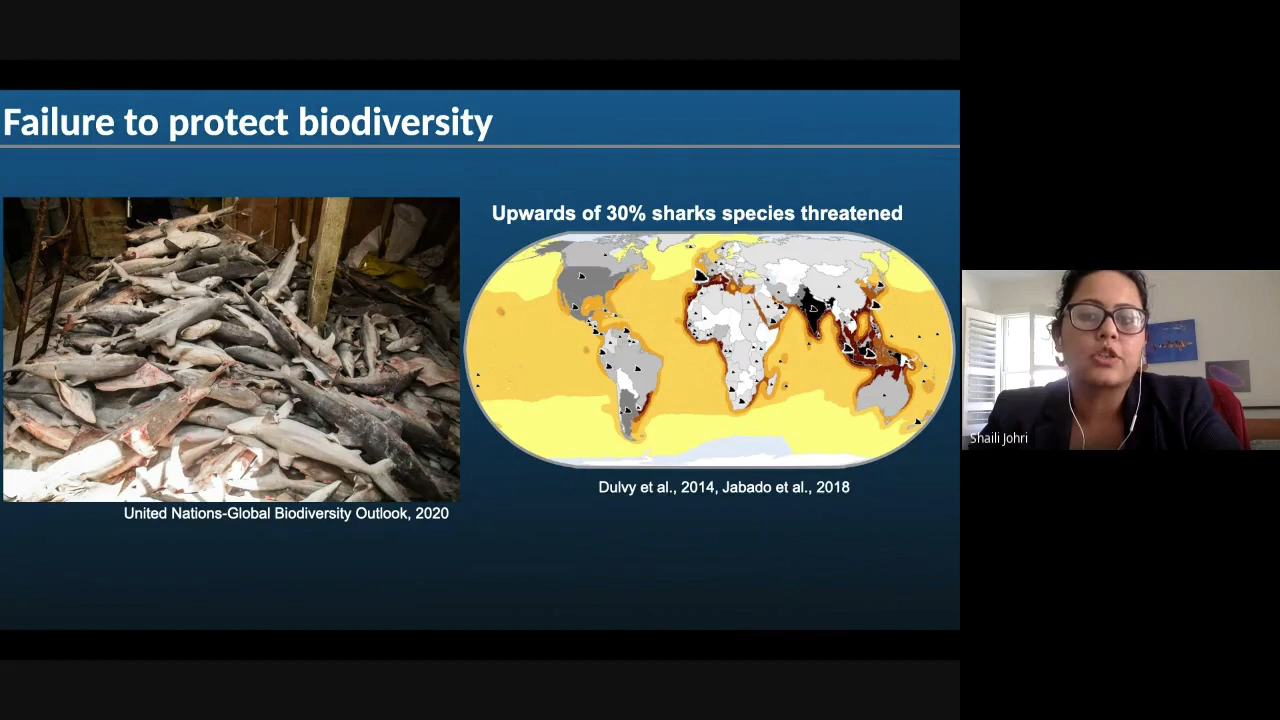 Failure to protect biodiversity
Upwards of 30% sharks species threatened
Dulvy et al., 2014, Jabado et al., 2018
United Nations-Global Biodiversity Outlook, 2020
Shaili Johri